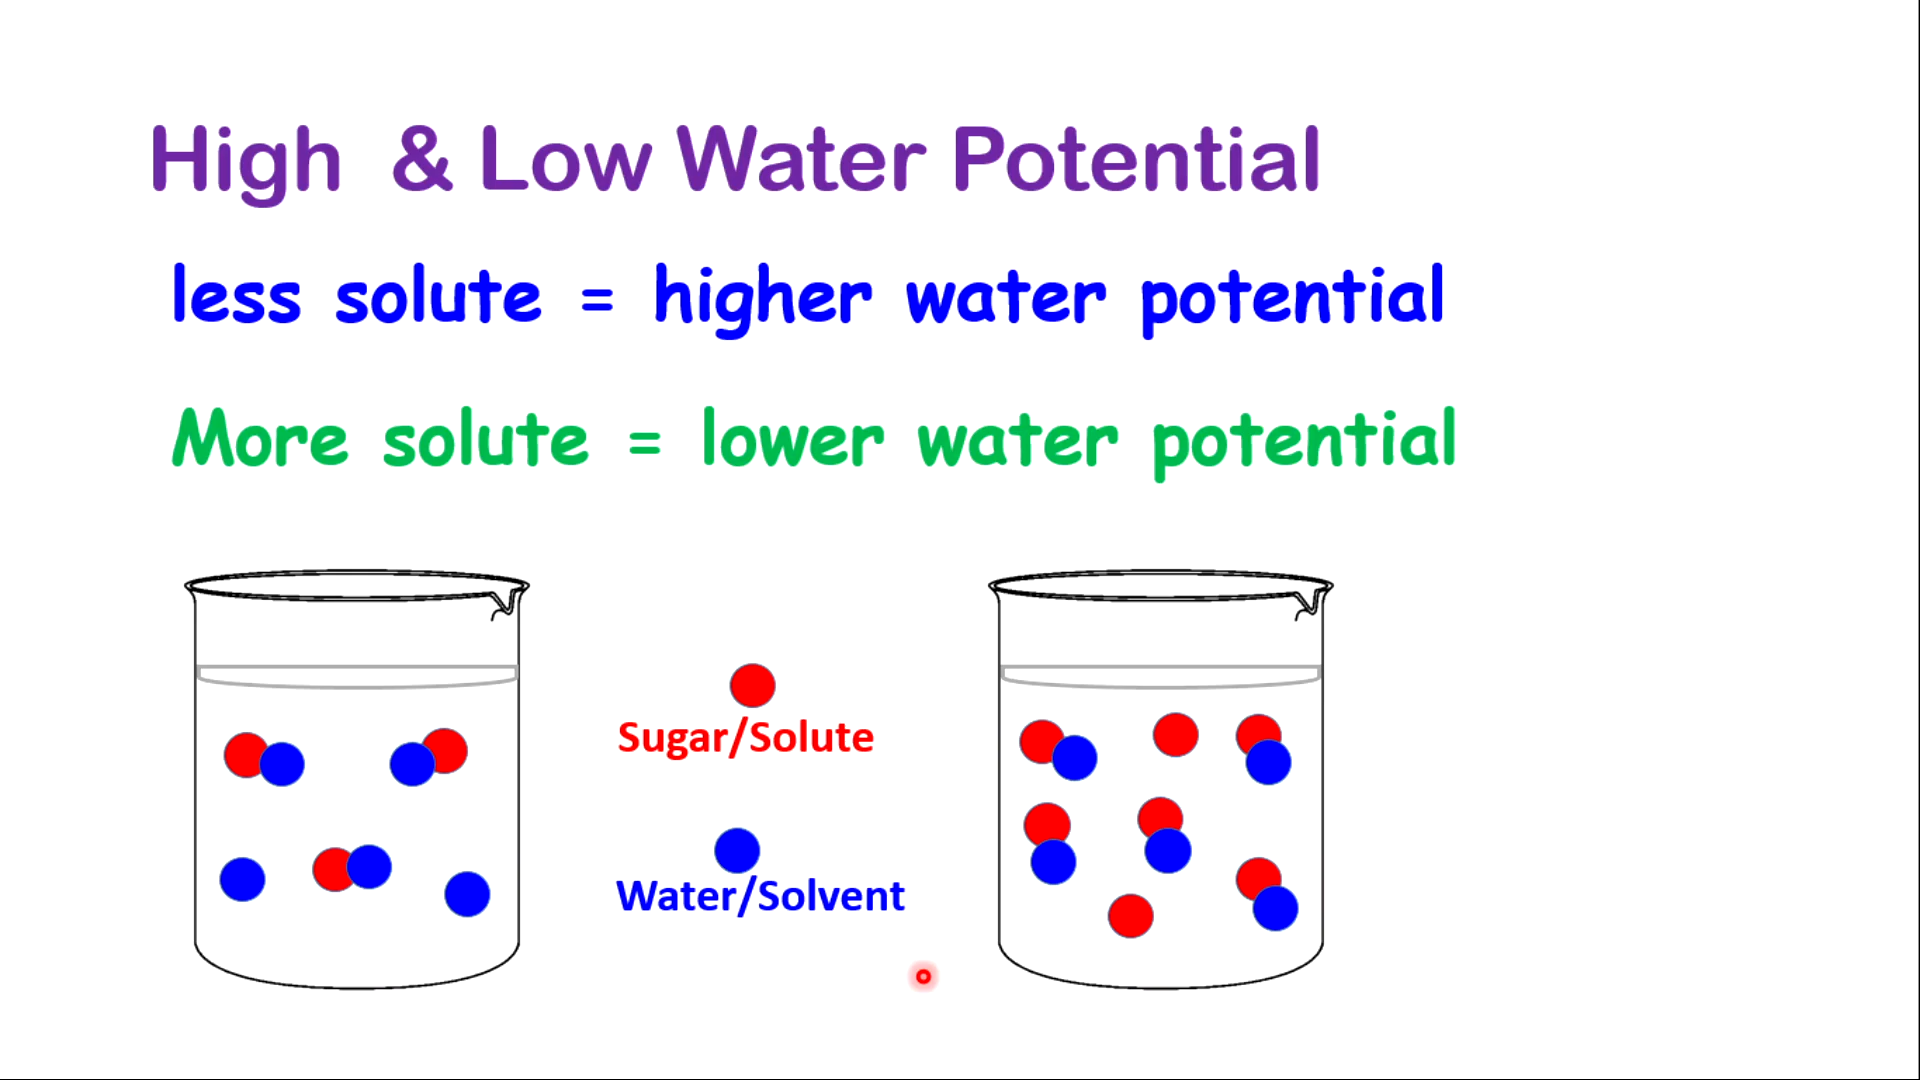 High & Low Water Potential
less solute = higher water potential
More solute = lower water potential
Sugar/Solute
Water/Solvent